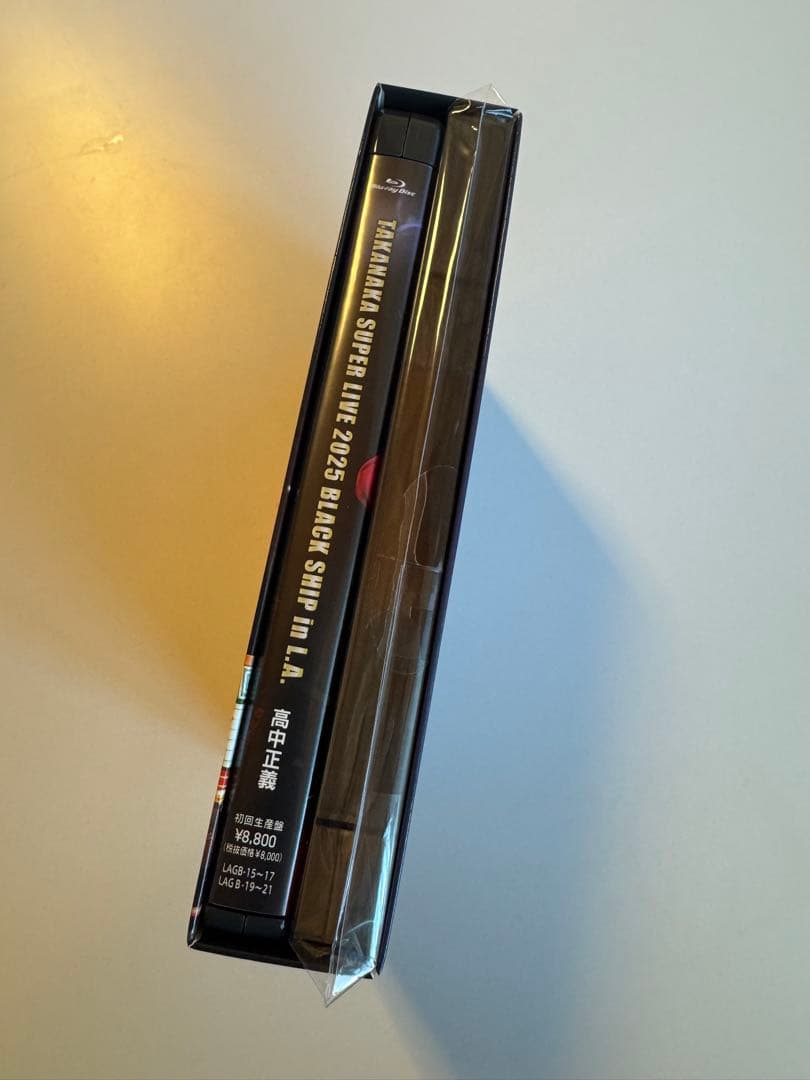 Blu-ray Disc
TAKANAKA SUPER LIVE 2025 BLACK SHIP in L.A.
高中正義
初回生産盤
¥8,800
(税抜価格¥8,000)
LAGB-15〜17
LAGB-19〜21